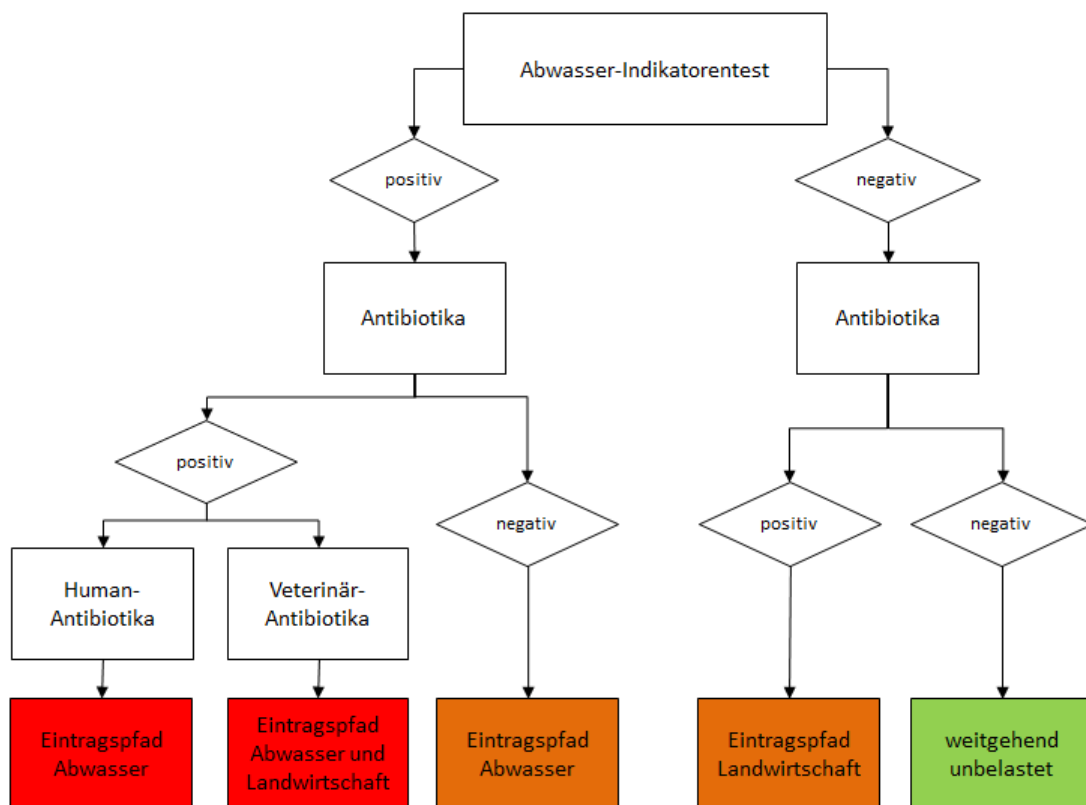 Abwasser-Indikatorentest
positiv
negativ
Antibiotika
Antibiotika
positiv
negativ
positiv
negativ
Human-
Antibiotika
Veterinär-
Antibiotika
Eintragspfad
Abwasser
Eintragspfad
Abwasser und
Landwirtschaft
Eintragspfad
Abwasser
Eintragspfad
Landwirtschaft
weitgehend
unbelastet